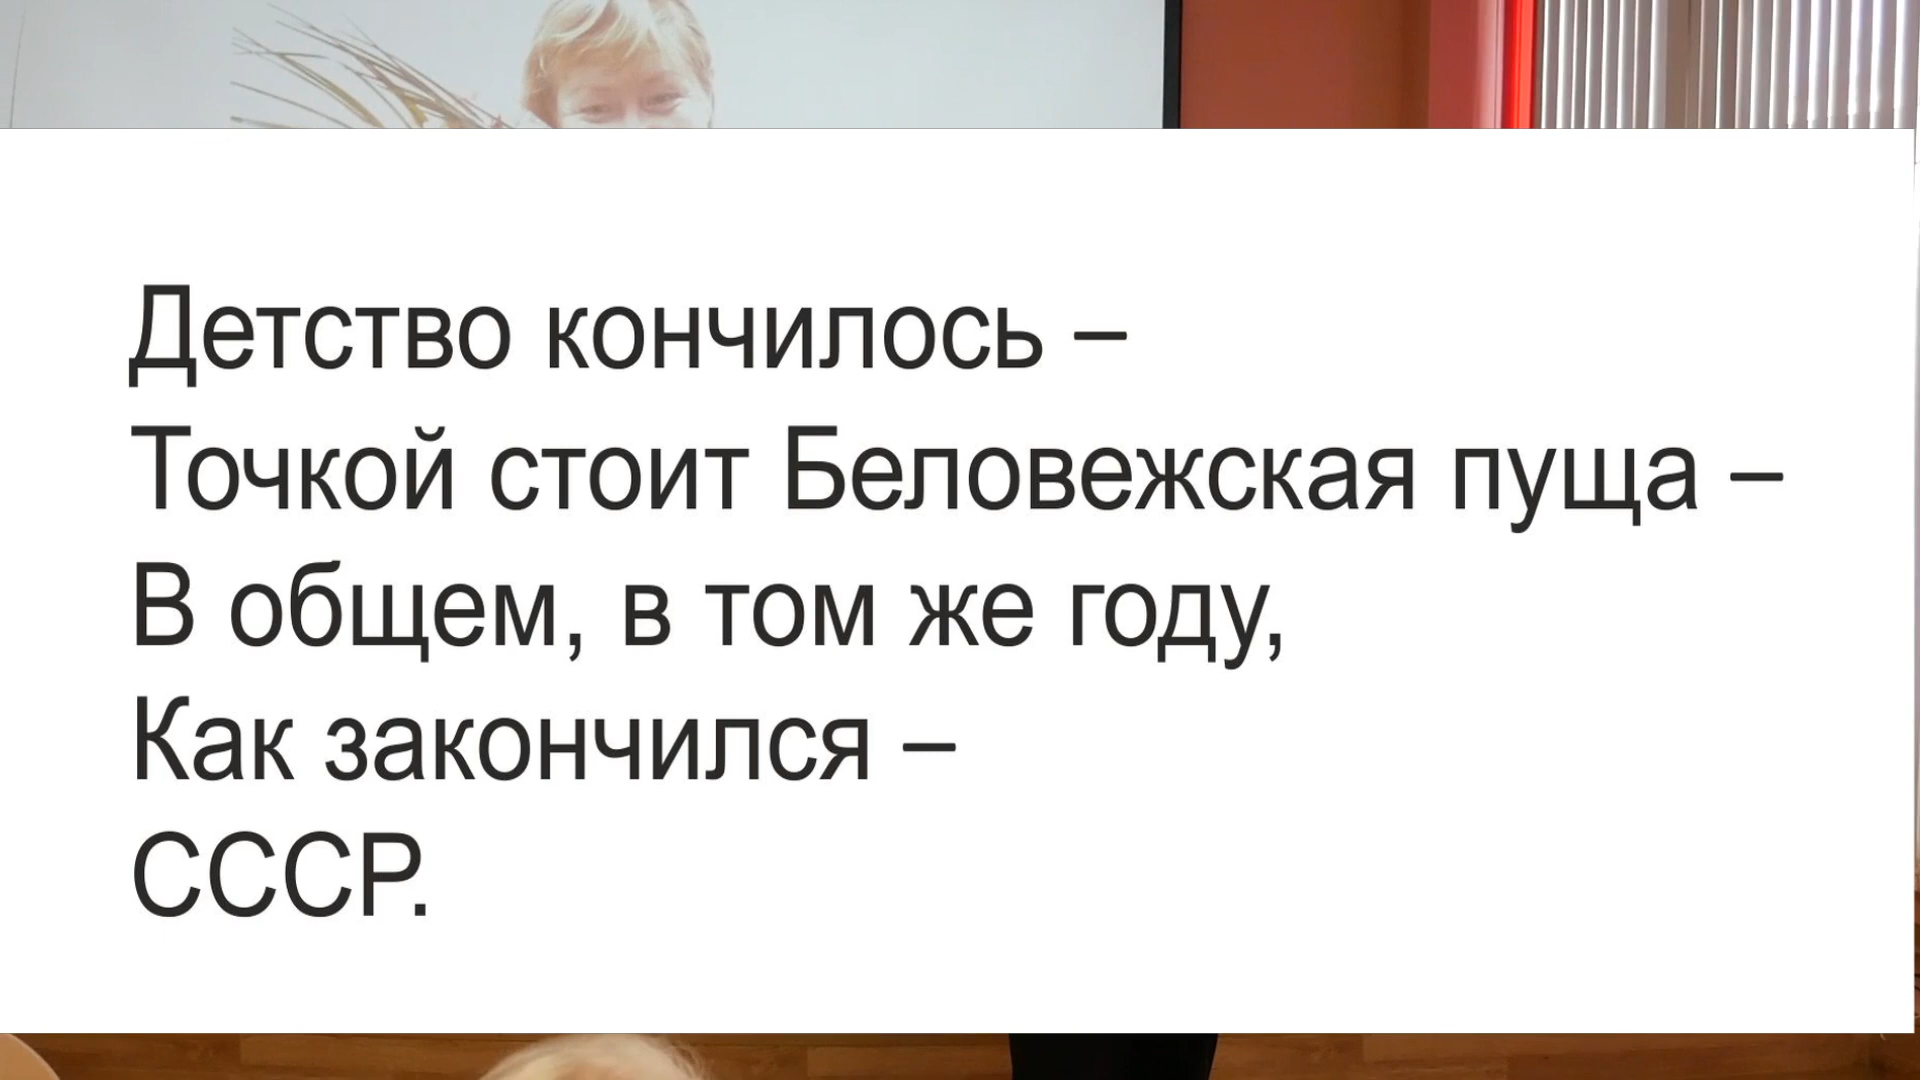 Детство кончилось –
Точкой стоит Беловежская пуща –
В общем, в том же году,
Как закончился –
СССР.